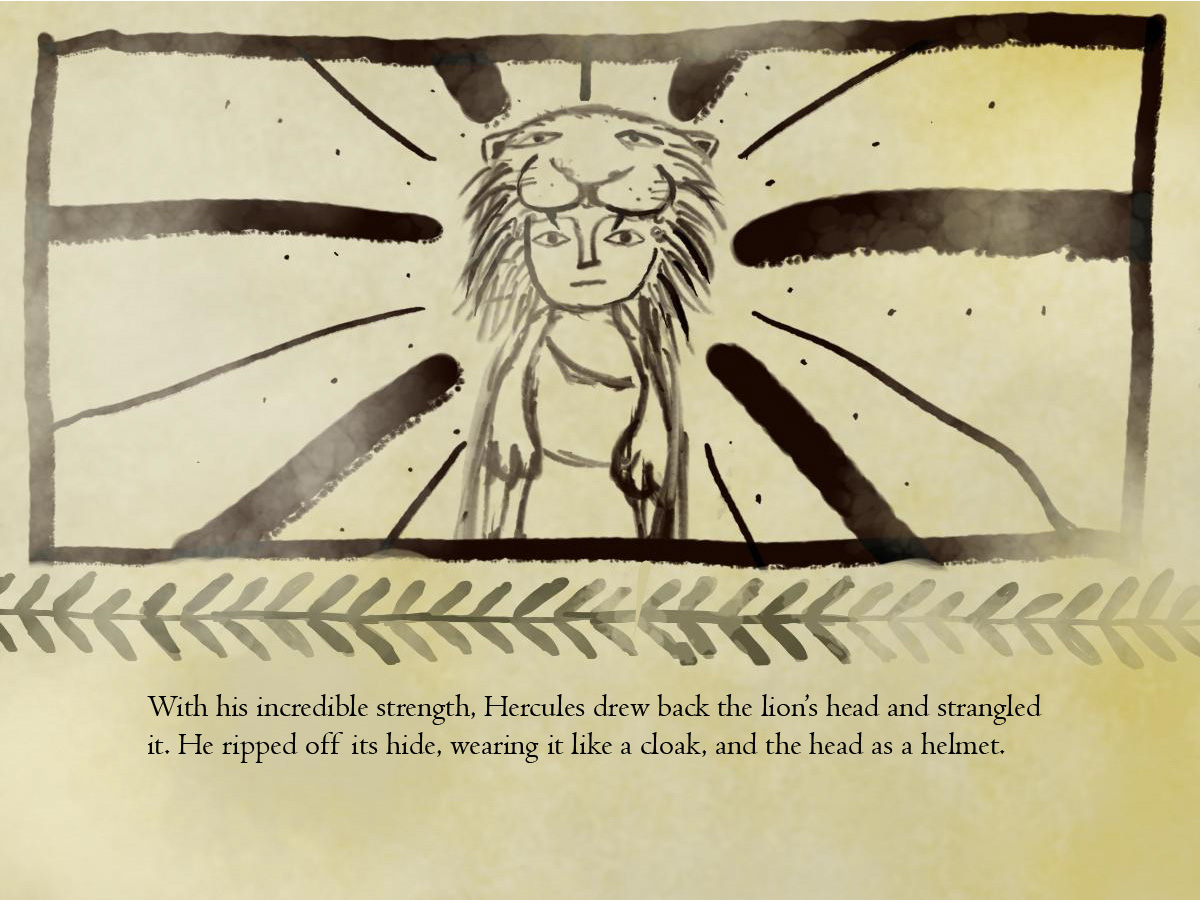 With his incredible strength, Hercules drew back the lion’s head and strangled
it. He ripped off its hide, wearing it like a cloak, and the head as a helmet.